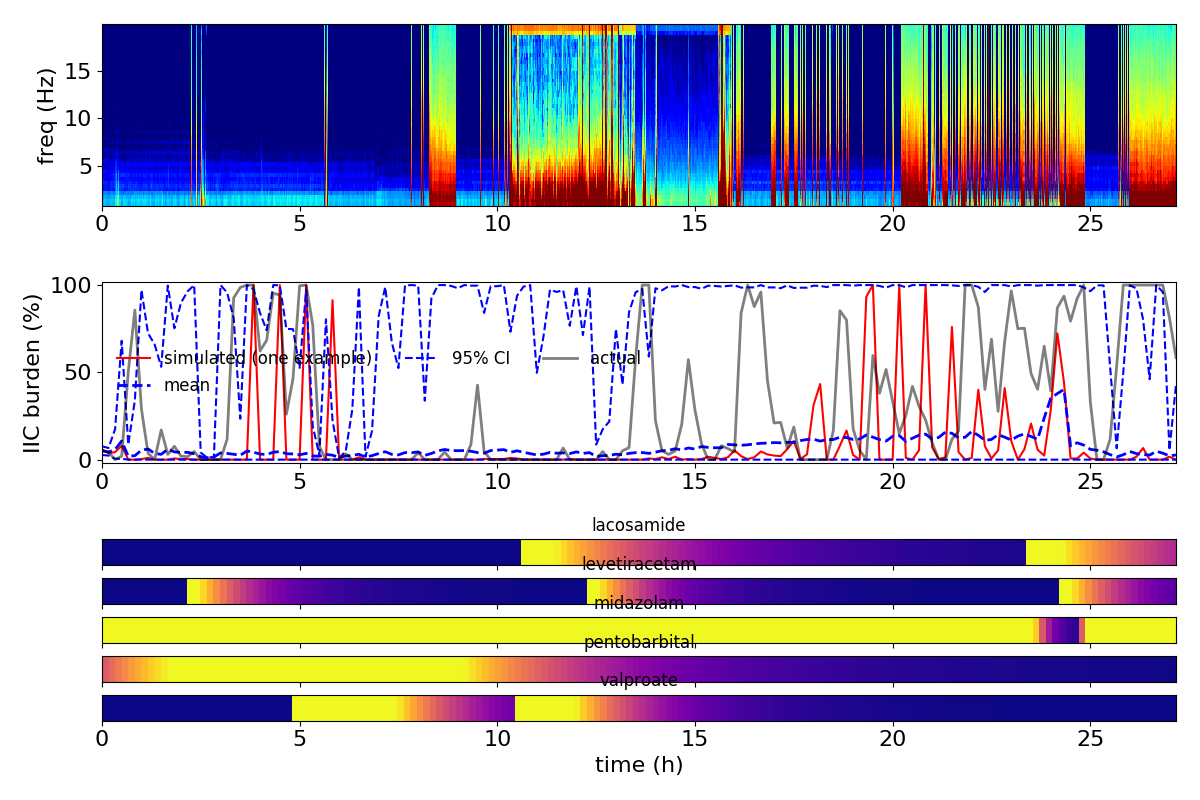 freq (Hz)
15
10
5
0 5 10 15 20 25
IIC burden (%)
100
50
0
simulated (one example) 95% CI actual
mean
0 5 10 15 20 25
lacosamide
levetiracetam
midazolam
pentobarbital
valproate
0 5 10 15 20 25
time (h)